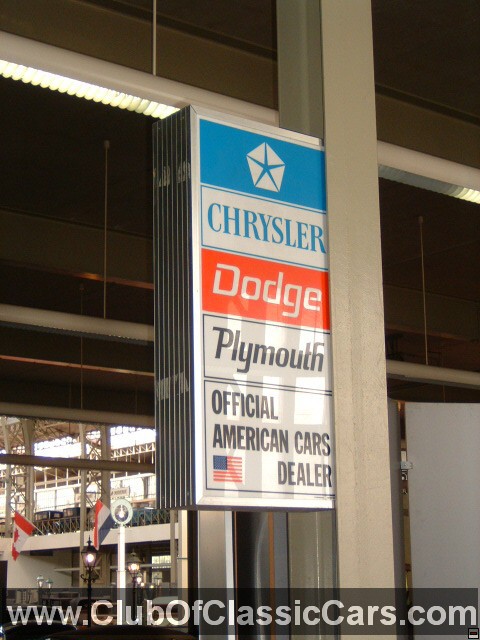 CHRYSLER
Dodge
Plymouth
OFFICIAL
AMERICAN CARS
DEALER
www.ClubOfClassicCars.com